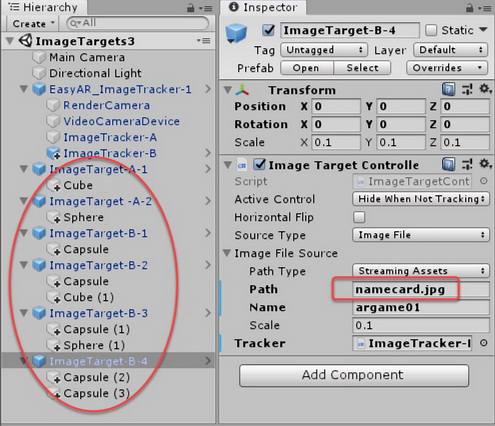 Hierarchy
Create
All
ImageTargets3
Main Camera
Directional Light
EasyAR_ImageTracker-1
RenderCamera
VideoCameraDevice
ImageTracker-A
ImageTracker-B
ImageTarget-A-1
Cube
ImageTarget -A-2
Sphere
ImageTarget-B-1
Capsule
ImageTarget-B-2
Capsule
Cube (1)
ImageTarget-B-3
Capsule (1)
Sphere (1)
ImageTarget-B-4
Capsule (2)
Capsule (3)
Inspector
ImageTarget-B-4 Static
Tag Untagged Layer Default
Prefab Open Select Overrides
Transform
Position X 0 Y 0 Z 0
Rotation X 0 Y 0 Z 0
Scale X 0.1 Y 0.1 Z 0.1
Image Target Controlle
Script ImageTargetCont
Active Control Hide When Not Tracking
Horizontal Flip
Source Type Image File
Image File Source
Path Type Streaming Assets
Path namecard.jpg
Name argame01
Scale 0.1
Tracker ImageTracker-
Add Component